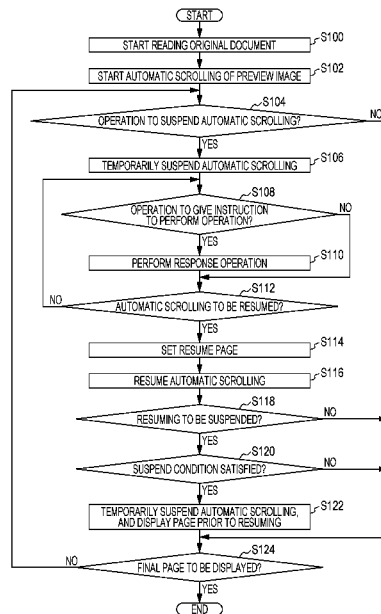 START
S100
START READING ORIGINAL DOCUMENT
S102
START AUTOMATIC SCROLLING OF PREVIEW IMAGE
S104
OPERATION TO SUSPEND AUTOMATIC SCROLLING?
NO
YES
S106
TEMPORARILY SUSPEND AUTOMATIC SCROLLING
S108
OPERATION TO GIVE INSTRUCTION
TO PERFORM OPERATION?
NO
YES
S110
PERFORM RESPONSE OPERATION
S112
NO
AUTOMATIC SCROLLING TO BE RESUMED?
YES
S114
SET RESUME PAGE
S116
RESUME AUTOMATIC SCROLLING
S118
RESUMING TO BE SUSPENDED?
NO
YES
S120
SUSPEND CONDITION SATISFIED?
NO
YES
S122
TEMPORARILY SUSPEND AUTOMATIC SCROLLING,
AND DISPLAY PAGE PRIOR TO RESUMING
S124
NO
FINAL PAGE TO BE DISPLAYED?
YES
END